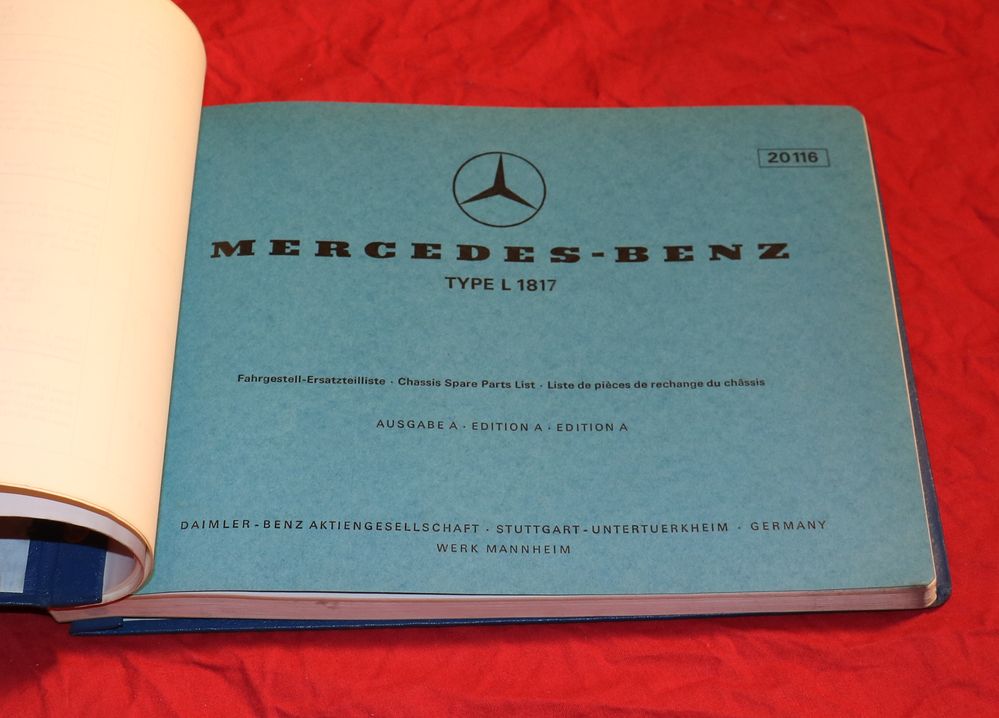 20116
MERCEDES-BENZ
TYPE L 1817
Fahrgestell-Ersatzteilliste · Chassis Spare Parts List · Liste de pièces de rechange du châssis
AUSGABE A · EDITION A · EDITION A
DAIMLER-BENZ AKTIENGESELLSCHAFT · STUTTGART-UNTERTUERKHEIM · GERMANY
WERK MANNHEIM